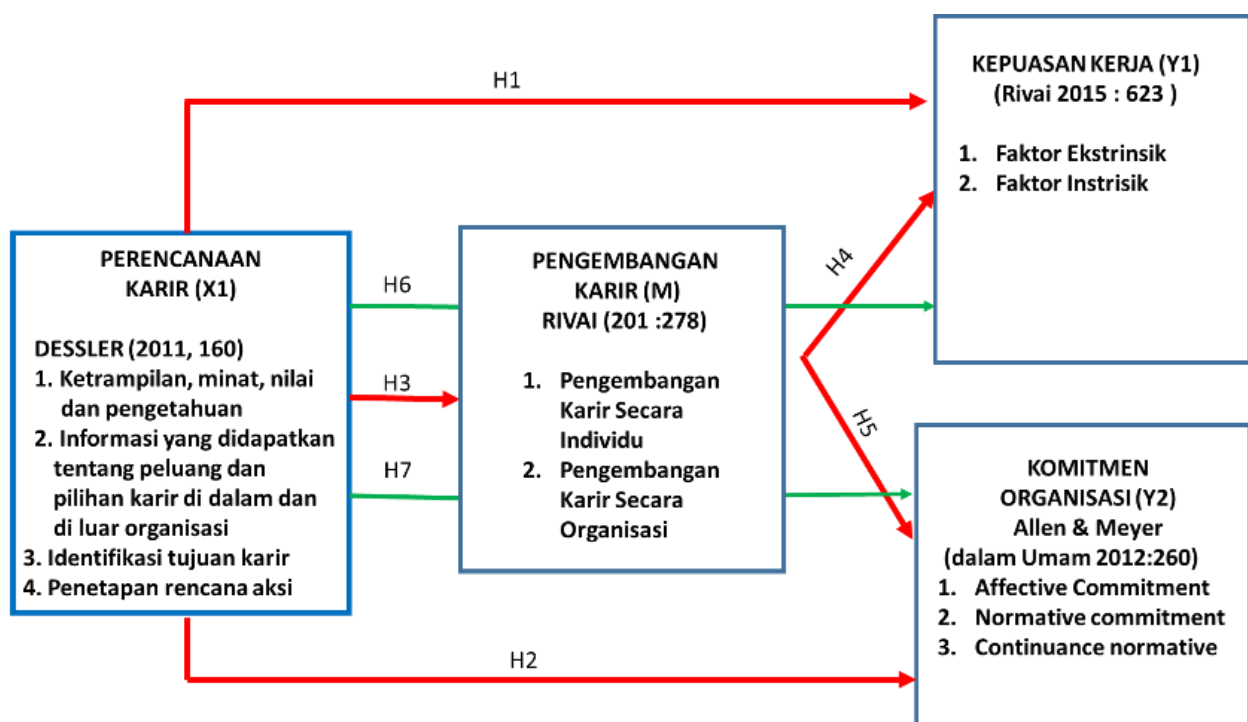 H1
KEPUASAN KERJA (Y1)
(Rivai 2015 : 623 )
1. Faktor Ekstrinsik
2. Faktor Instrisik
PERENCANAAN
KARIR (X1)
DESSLER (2011, 160)
1. Ketrampilan, minat, nilai
dan pengetahuan
2. Informasi yang didapatkan
tentang peluang dan
pilihan karir di dalam dan
di luar organisasi
3. Identifikasi tujuan karir
4. Penetapan rencana aksi
H6
H3
H7
PENGEMBANGAN
KARIR (M)
RIVAI (201 :278)
1. Pengembangan
Karir Secara
Individu
2. Pengembangan
Karir Secara
Organisasi
H4
H5
KOMITMEN
ORGANISASI (Y2)
Allen & Meyer
(dalam Umam 2012:260)
1. Affective Commitment
2. Normative commitment
3. Continuance normative
H2